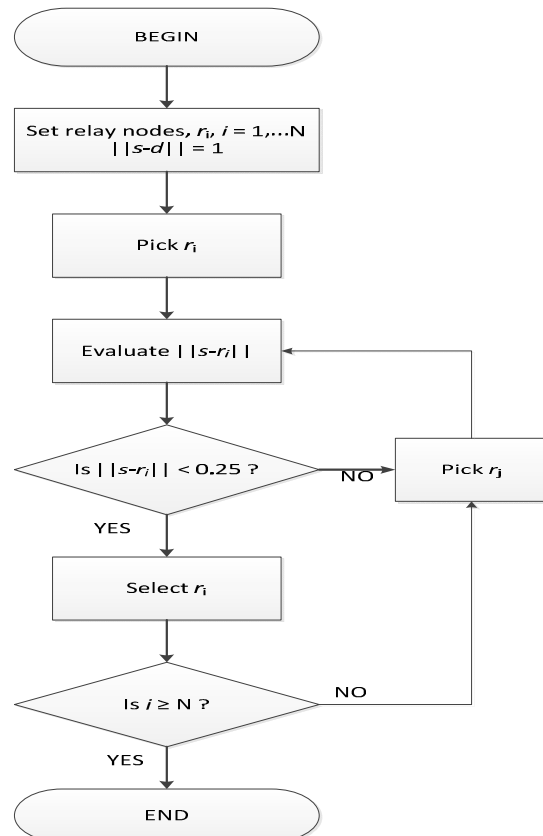 BEGIN
Set relay nodes, rᵢ, i = 1,...N
||s-d|| = 1
Pick rᵢ
Evaluate ||s-rᵢ||
Is ||s-rᵢ|| < 0.25 ?
NO
Pick rⱼ
YES
Select rᵢ
Is i ≥ N ?
NO
YES
END